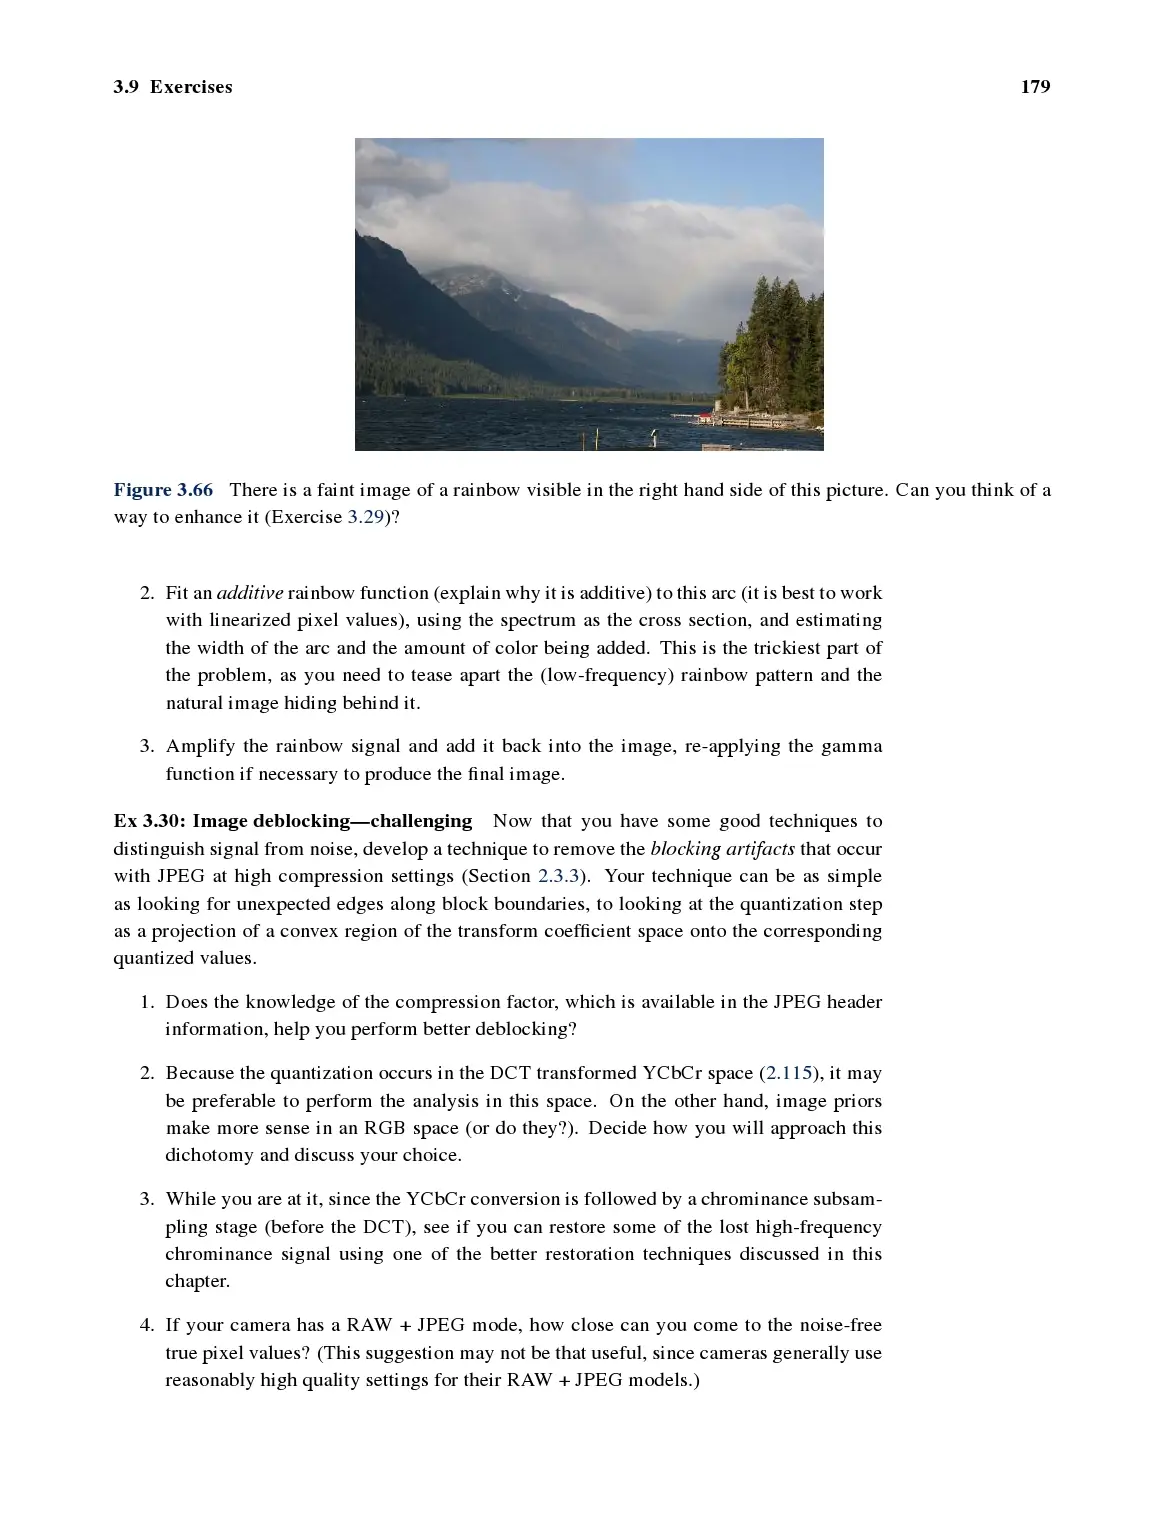 3.9 Exercises 179
Figure 3.66 There is a faint image of a rainbow visible in the right hand side of this picture. Can you think of a
way to enhance it (Exercise 3.29)?
2. Fit an additive rainbow function (explain why it is additive) to this arc (it is best to work
with linearized pixel values), using the spectrum as the cross section, and estimating
the width of the arc and the amount of color being added. This is the trickiest part of
the problem, as you need to tease apart the (low-frequency) rainbow pattern and the
natural image hiding behind it.
3. Amplify the rainbow signal and add it back into the image, re-applying the gamma
function if necessary to produce the final image.
Ex 3.30: Image deblocking—challenging Now that you have some good techniques to
distinguish signal from noise, develop a technique to remove the blocking artifacts that occur
with JPEG at high compression settings (Section 2.3.3). Your technique can be as simple
as looking for unexpected edges along block boundaries, to looking at the quantization step
as a projection of a convex region of the transform coefficient space onto the corresponding
quantized values.
1. Does the knowledge of the compression factor, which is available in the JPEG header
information, help you perform better deblocking?
2. Because the quantization occurs in the DCT transformed YCbCr space (2.115), it may
be preferable to perform the analysis in this space. On the other hand, image priors
make more sense in an RGB space (or do they?). Decide how you will approach this
dichotomy and discuss your choice.
3. While you are at it, since the YCbCr conversion is followed by a chrominance subsam-
pling stage (before the DCT), see if you can restore some of the lost high-frequency
chrominance signal using one of the better restoration techniques discussed in this
chapter.
4. If your camera has a RAW + JPEG mode, how close can you come to the noise-free
true pixel values? (This suggestion may not be that useful, since cameras generally use
reasonably high quality settings for their RAW + JPEG models.)